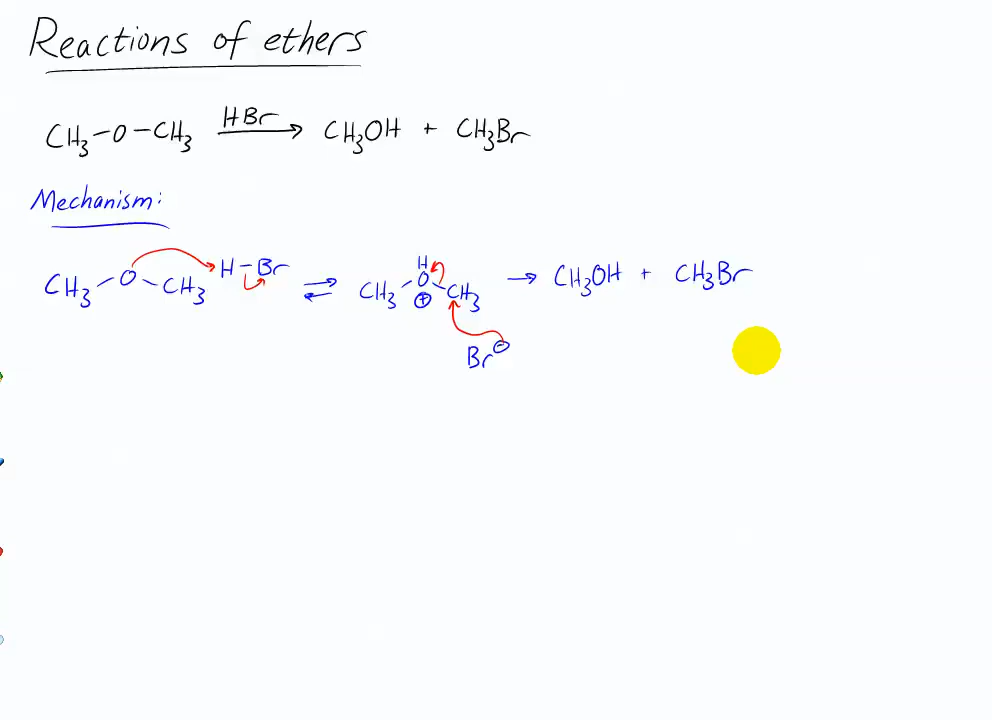 Reactions of ethers
CH₃-O-CH₃ HBr → CH₃OH + CH₃Br
Mechanism:
CH₃-O-CH₃ H-Br ⇌ CH₃-O-CH₃ → CH₃OH + CH₃Br
H
⊕
Br⊖